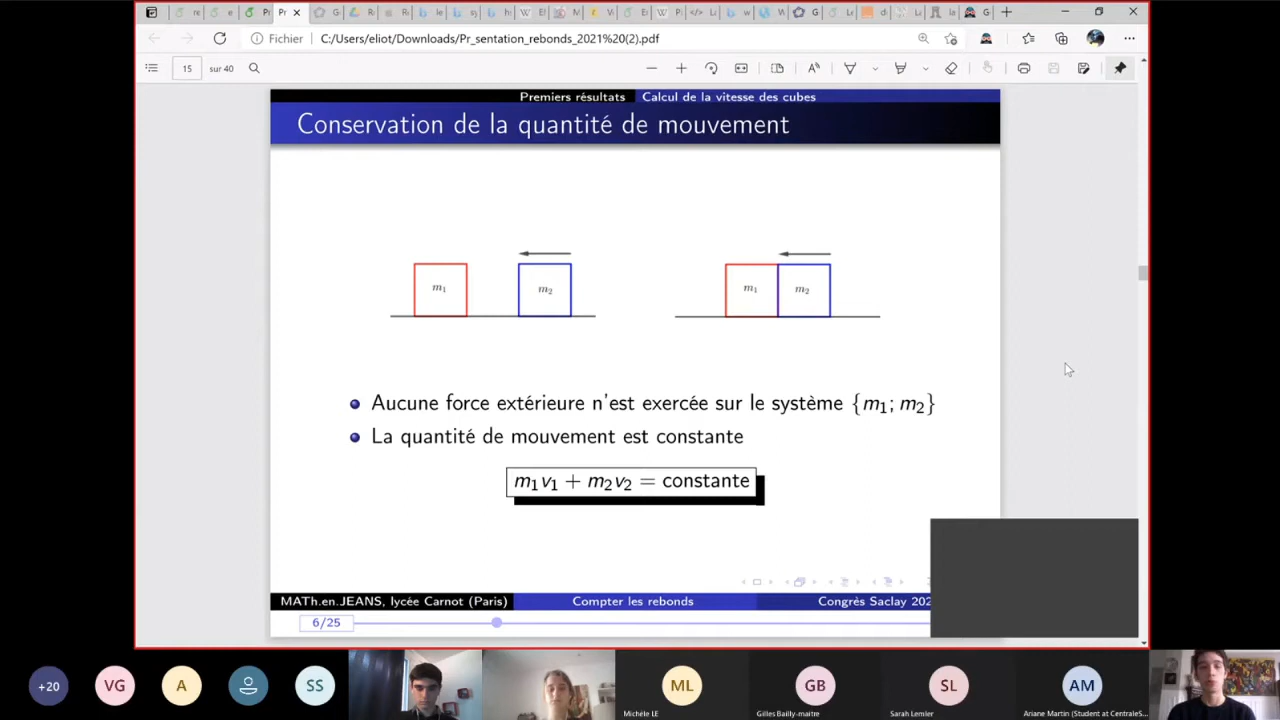 Fichier
C:/Users/eliot/Downloads/Pr_sentation_rebonds_2021%20(2).pdf
15
sur 40
Premiers résultats
Calcul de la vitesse des cubes
Conservation de la quantité de mouvement
m₁
m₂
m₁
m₂
Aucune force extérieure n'est exercée sur le système {m₁; m₂}
La quantité de mouvement est constante
m₁v₁ + m₂v₂ = constante
MATh.en.JEANS, lycée Carnot (Paris)
Compter les rebonds
Congrès Saclay 202
6/25
+20
VG
A
SS
ML
GB
SL
AM
Michèle LE
Gilles Bailly-maitre
Sarah Lemler
Ariane Martin (Student at CentraleS...